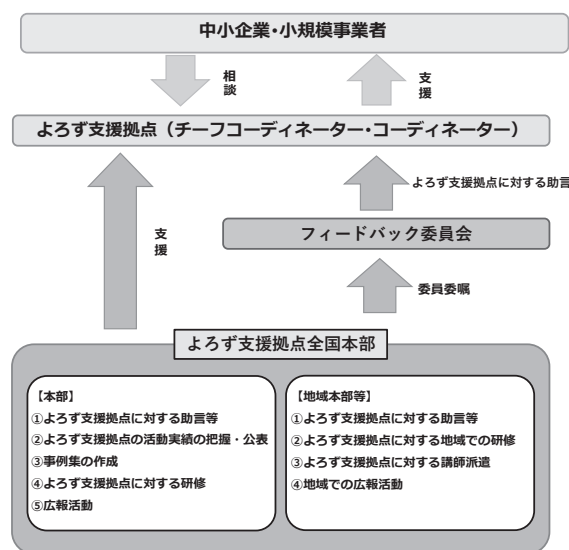 中小企業・小規模事業者
相談
支援
よろず支援拠点（チーフコーディネーター・コーディネーター）
よろず支援拠点に対する助言
支援
フィードバック委員会
委員委嘱
よろず支援拠点全国本部
【本部】
①よろず支援拠点に対する助言等
②よろず支援拠点の活動実績の把握・公表
③事例集の作成
④よろず支援拠点に対する研修
⑤広報活動
【地域本部等】
①よろず支援拠点に対する助言等
②よろず支援拠点に対する地域での研修
③よろず支援拠点に対する講師派遣
④地域での広報活動